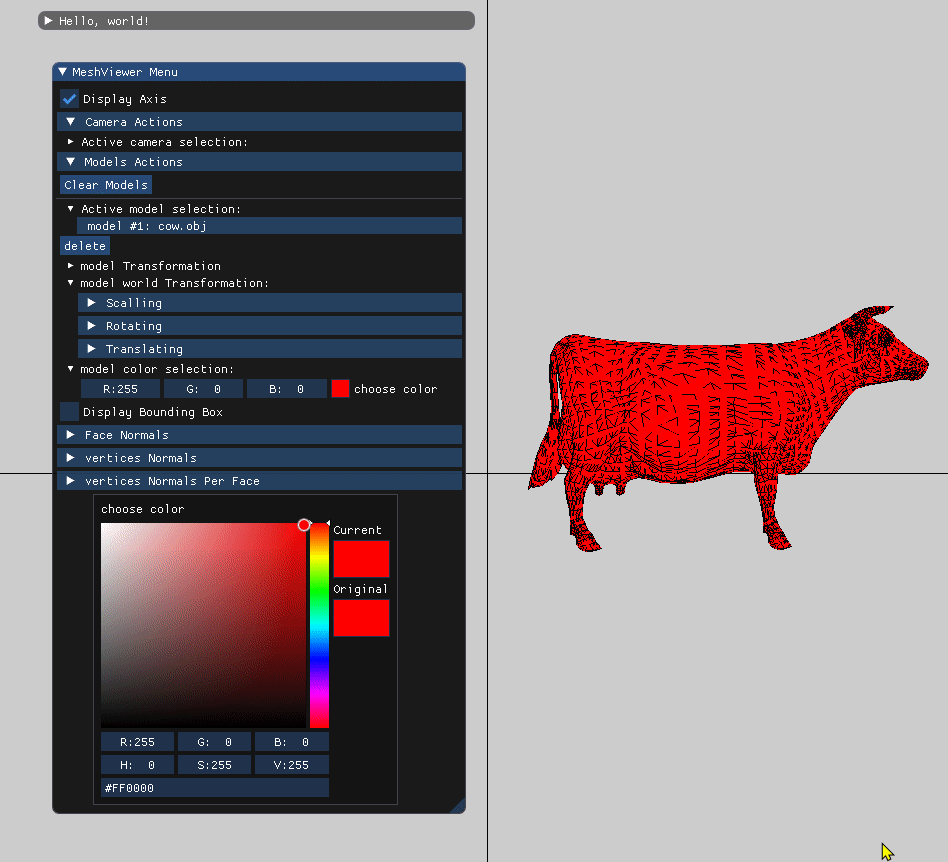 Hello, world!
MeshViewer Menu
Display Axis
Camera Actions
Active camera selection:
Models Actions
Clear Models
Active model selection:
model #1: cow.obj
delete
model Transformation
model world Transformation:
Scalling
Rotating
Translating
model color selection:
R:255 G: 0 B: 0 choose color
Display Bounding Box
Face Normals
vertices Normals
vertices Normals Per Face
choose color
Current
Original
R:255 G: 0 B: 0
H: 0 S:255 V:255
#FF0000